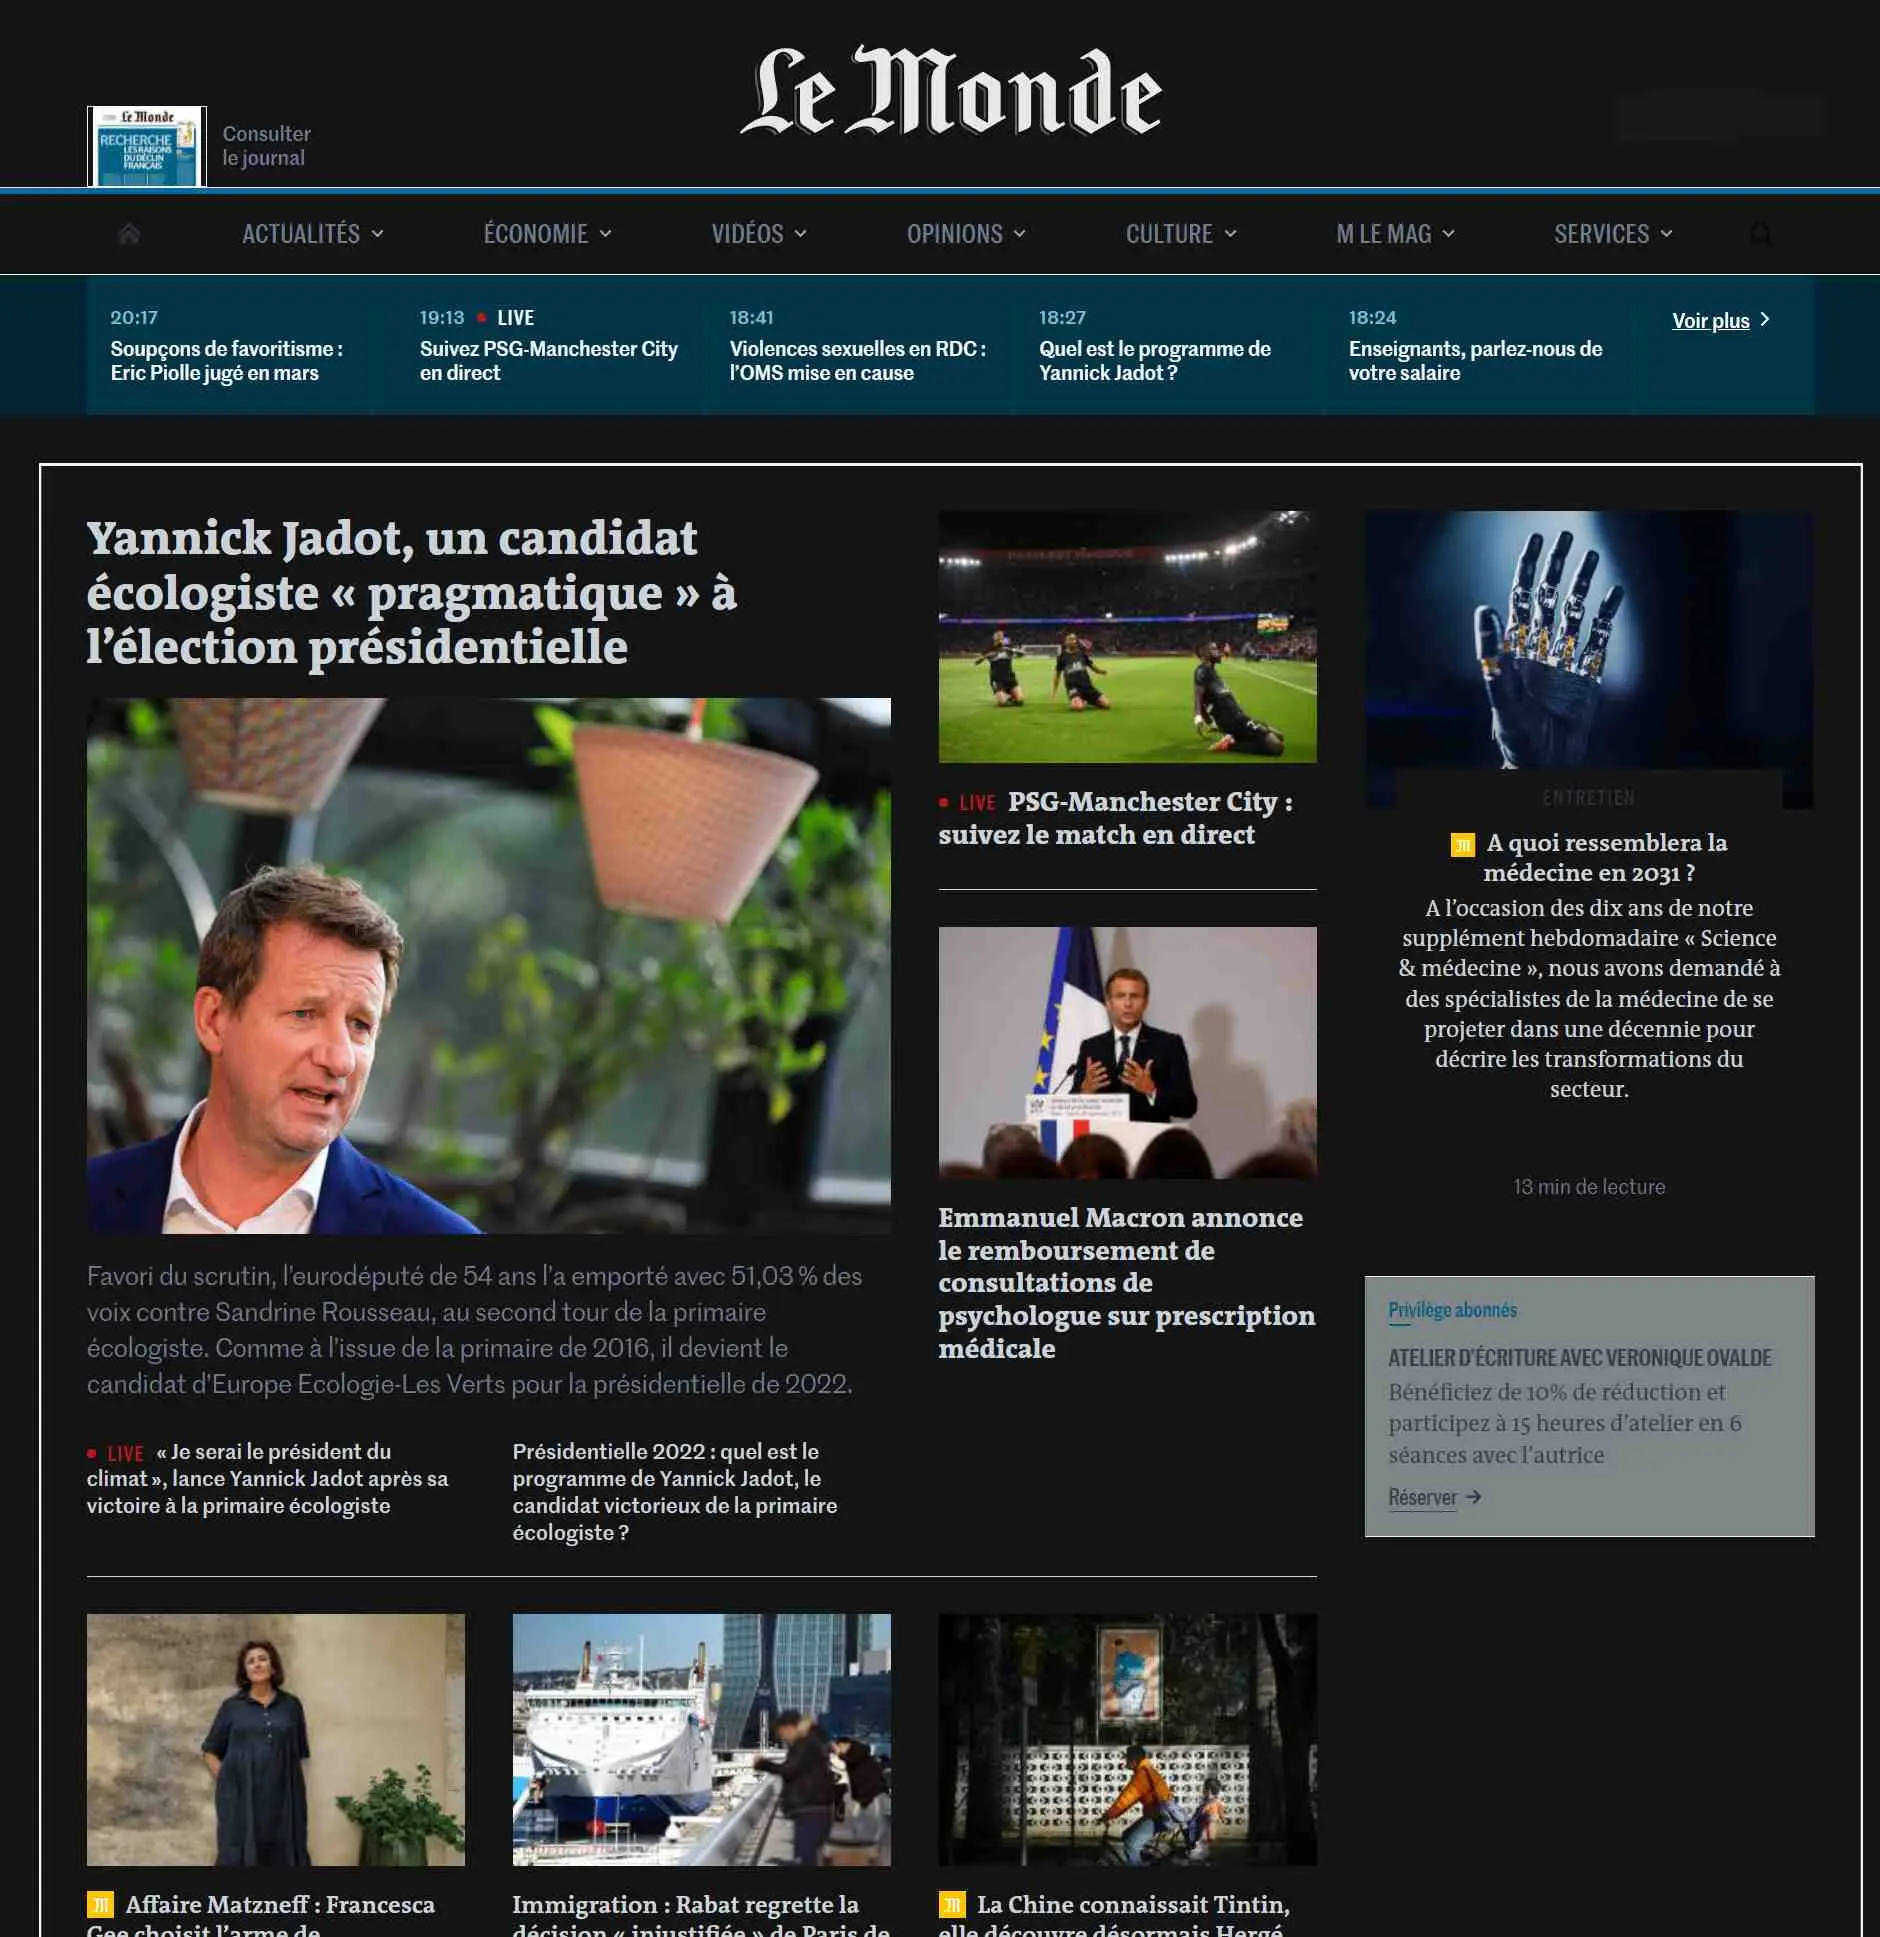 Le Monde
Le Monde
RECHERCHE
LES RAISONS
DU DÉCLIN
FRANÇAIS
Consulter
le journal
ACTUALITÉS
ÉCONOMIE
VIDÉOS
OPINIONS
CULTURE
M LE MAG
SERVICES
20:17
Soupçons de favoritisme :
Eric Piolle jugé en mars
19:13 LIVE
Suivez PSG-Manchester City
en direct
18:41
Violences sexuelles en RDC :
l’OMS mise en cause
18:27
Quel est le programme de
Yannick Jadot ?
18:24
Enseignants, parlez-nous de
votre salaire
Voir plus
Yannick Jadot, un candidat
écologiste « pragmatique » à
l’élection présidentielle
Favori du scrutin, l’eurodéputé de 54 ans l’a emporté avec 51,03 % des
voix contre Sandrine Rousseau, au second tour de la primaire
écologiste. Comme à l’issue de la primaire de 2016, il devient le
candidat d’Europe Ecologie-Les Verts pour la présidentielle de 2022.
LIVE « Je serai le président du
climat », lance Yannick Jadot après sa
victoire à la primaire écologiste
Présidentielle 2022 : quel est le
programme de Yannick Jadot, le
candidat victorieux de la primaire
écologiste ?
LIVE PSG-Manchester City :
suivez le match en direct
Emmanuel Macron annonce
le remboursement de
consultations de
psychologue sur prescription
médicale
ENTRETIEN
A quoi ressemblera la
médecine en 2031 ?
A l’occasion des dix ans de notre
supplément hebdomadaire « Science
& médecine », nous avons demandé à
des spécialistes de la médecine de se
projeter dans une décennie pour
décrire les transformations du
secteur.
13 min de lecture
Privilège abonnés
ATELIER D’ÉCRITURE AVEC VERONIQUE OVALDE
Bénéficiez de 10% de réduction et
participez à 15 heures d’atelier en 6
séances avec l’autrice
Réserver
Affaire Matzneff : Francesca
Gee choisit l’arme de
Immigration : Rabat regrette la
décision « injustifiée » de Paris de
La Chine connaissait Tintin,
elle découvre désormais Hergé